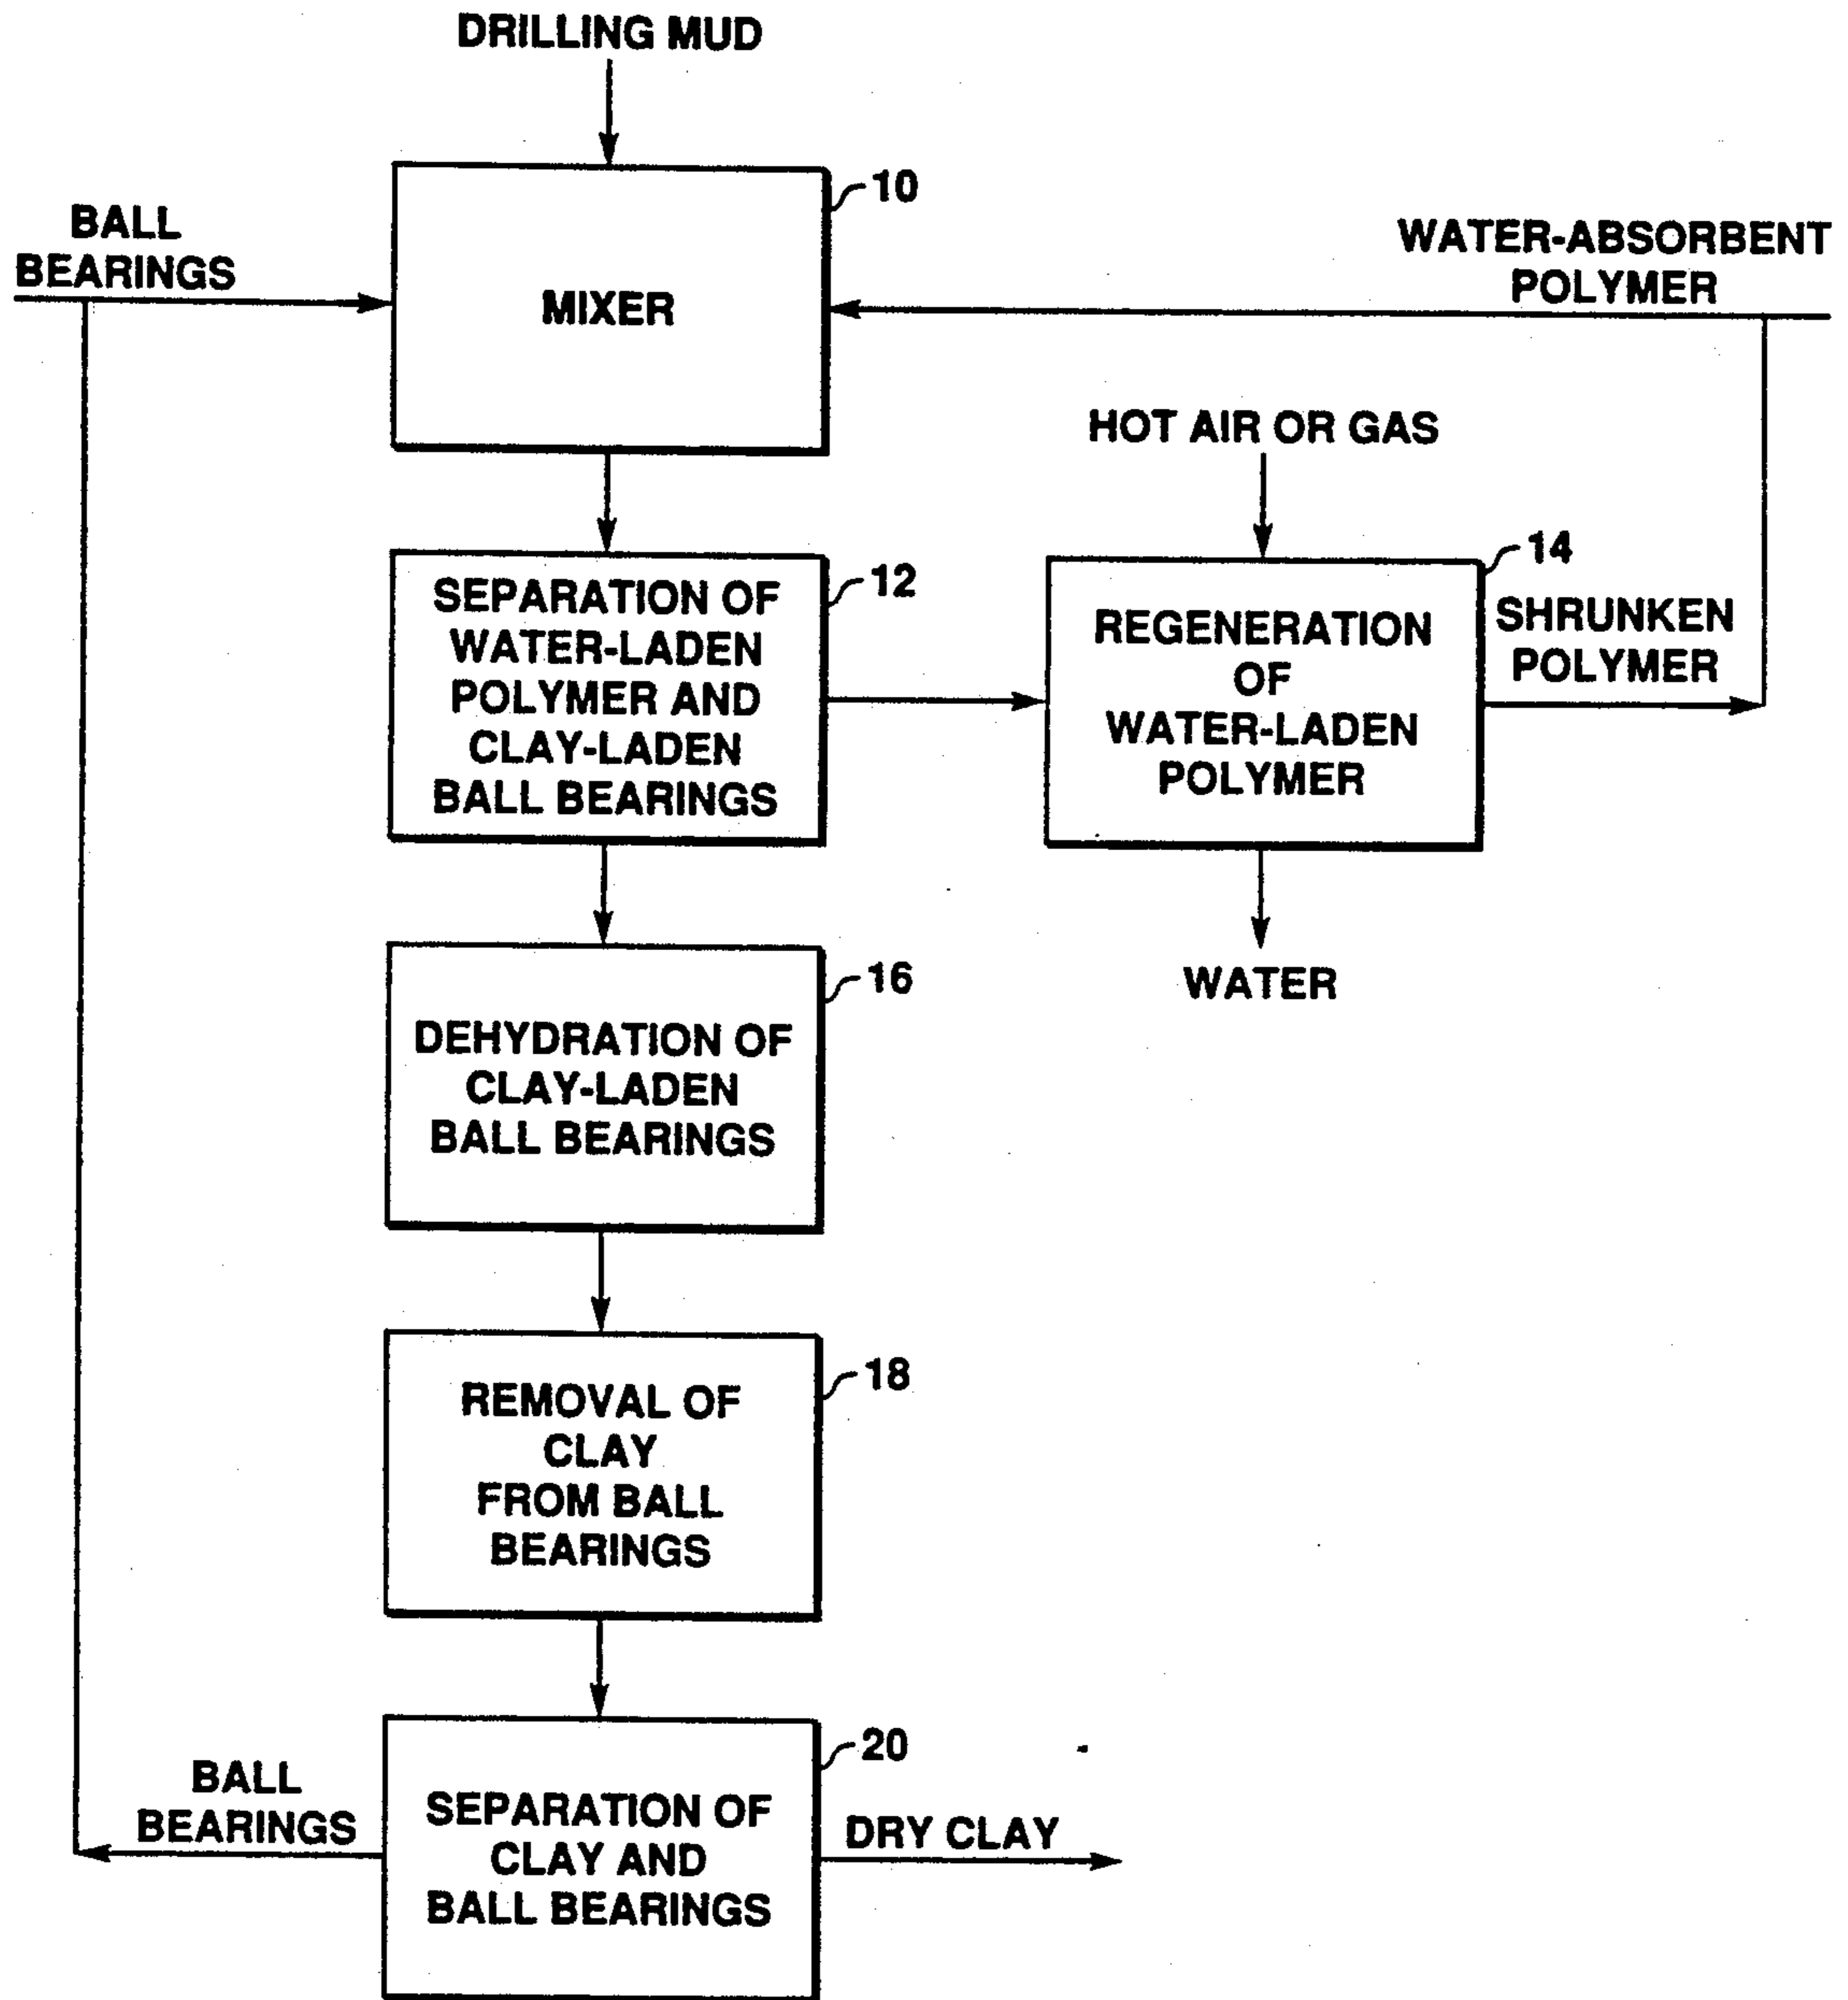 DRILLING MUD
10
BALL
BEARINGS
MIXER
WATER-ABSORBENT
POLYMER
HOT AIR OR GAS
12
SEPARATION OF
WATER-LADEN
POLYMER AND
CLAY-LADEN
BALL BEARINGS
14
REGENERATION
OF
WATER-LADEN
POLYMER
SHRUNKEN
POLYMER
WATER
16
DEHYDRATION OF
CLAY-LADEN
BALL BEARINGS
18
REMOVAL OF
CLAY
FROM BALL
BEARINGS
20
BALL
BEARINGS
SEPARATION OF
CLAY AND
BALL BEARINGS
DRY CLAY